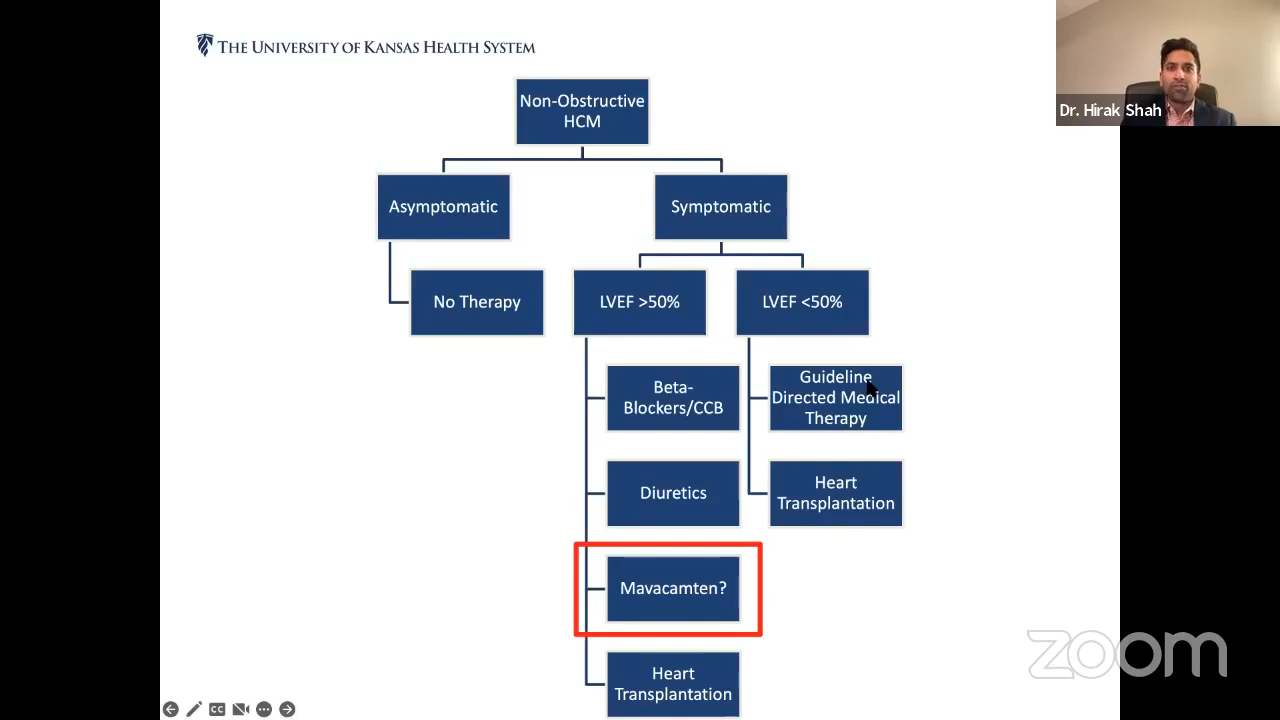 THE UNIVERSITY OF KANSAS HEALTH SYSTEM
Dr. Hirak Shah
Non-Obstructive
HCM
Asymptomatic
Symptomatic
No Therapy
LVEF >50%
LVEF <50%
Beta-
Blockers/CCB
Guideline
Directed Medical
Therapy
Diuretics
Heart
Transplantation
Mavacamten?
Heart
Transplantation
zoom
CC